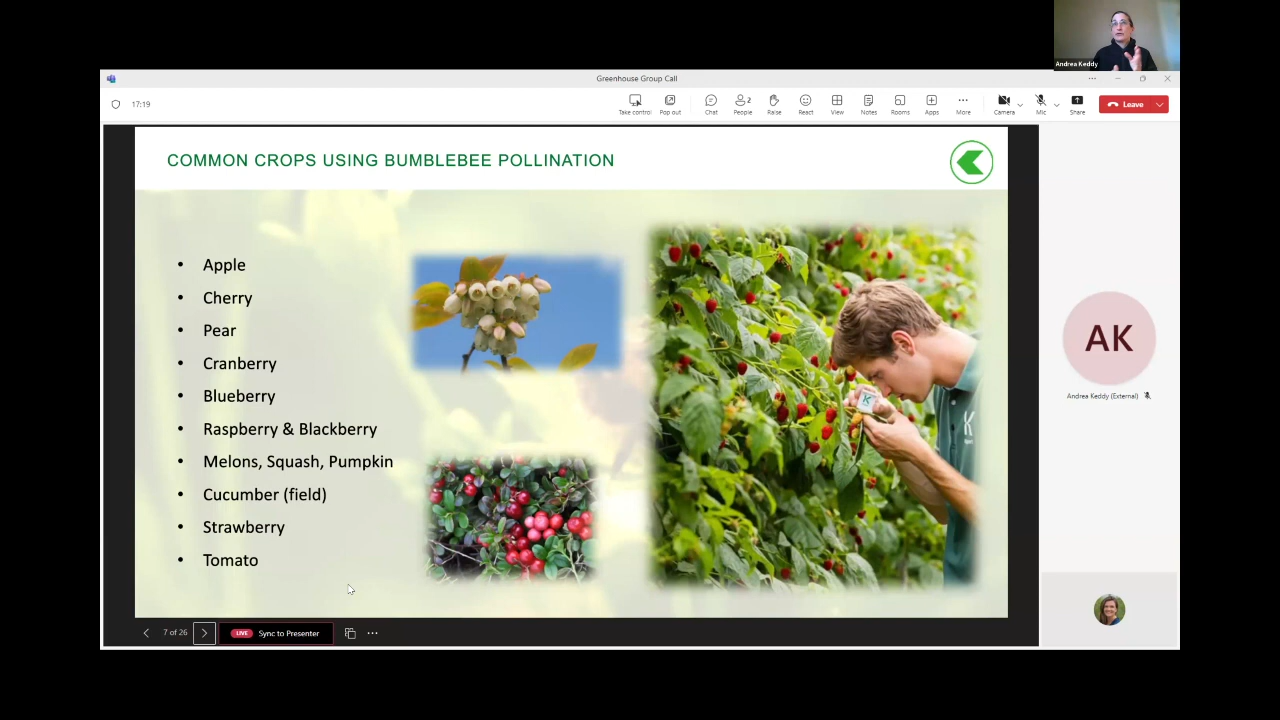 Andrea Keddy
Greenhouse Group Call
17:19
Take control
Pop out
Chat
People
2
Raise
React
View
Notes
Rooms
Apps
More
Camera
Mic
Share
Leave
COMMON CROPS USING BUMBLEBEE POLLINATION
• Apple
• Cherry
• Pear
• Cranberry
• Blueberry
• Raspberry & Blackberry
• Melons, Squash, Pumpkin
• Cucumber (field)
• Strawberry
• Tomato
K
K
AK
Andrea Keddy (External)
7 of 26
LIVE Sync to Presenter